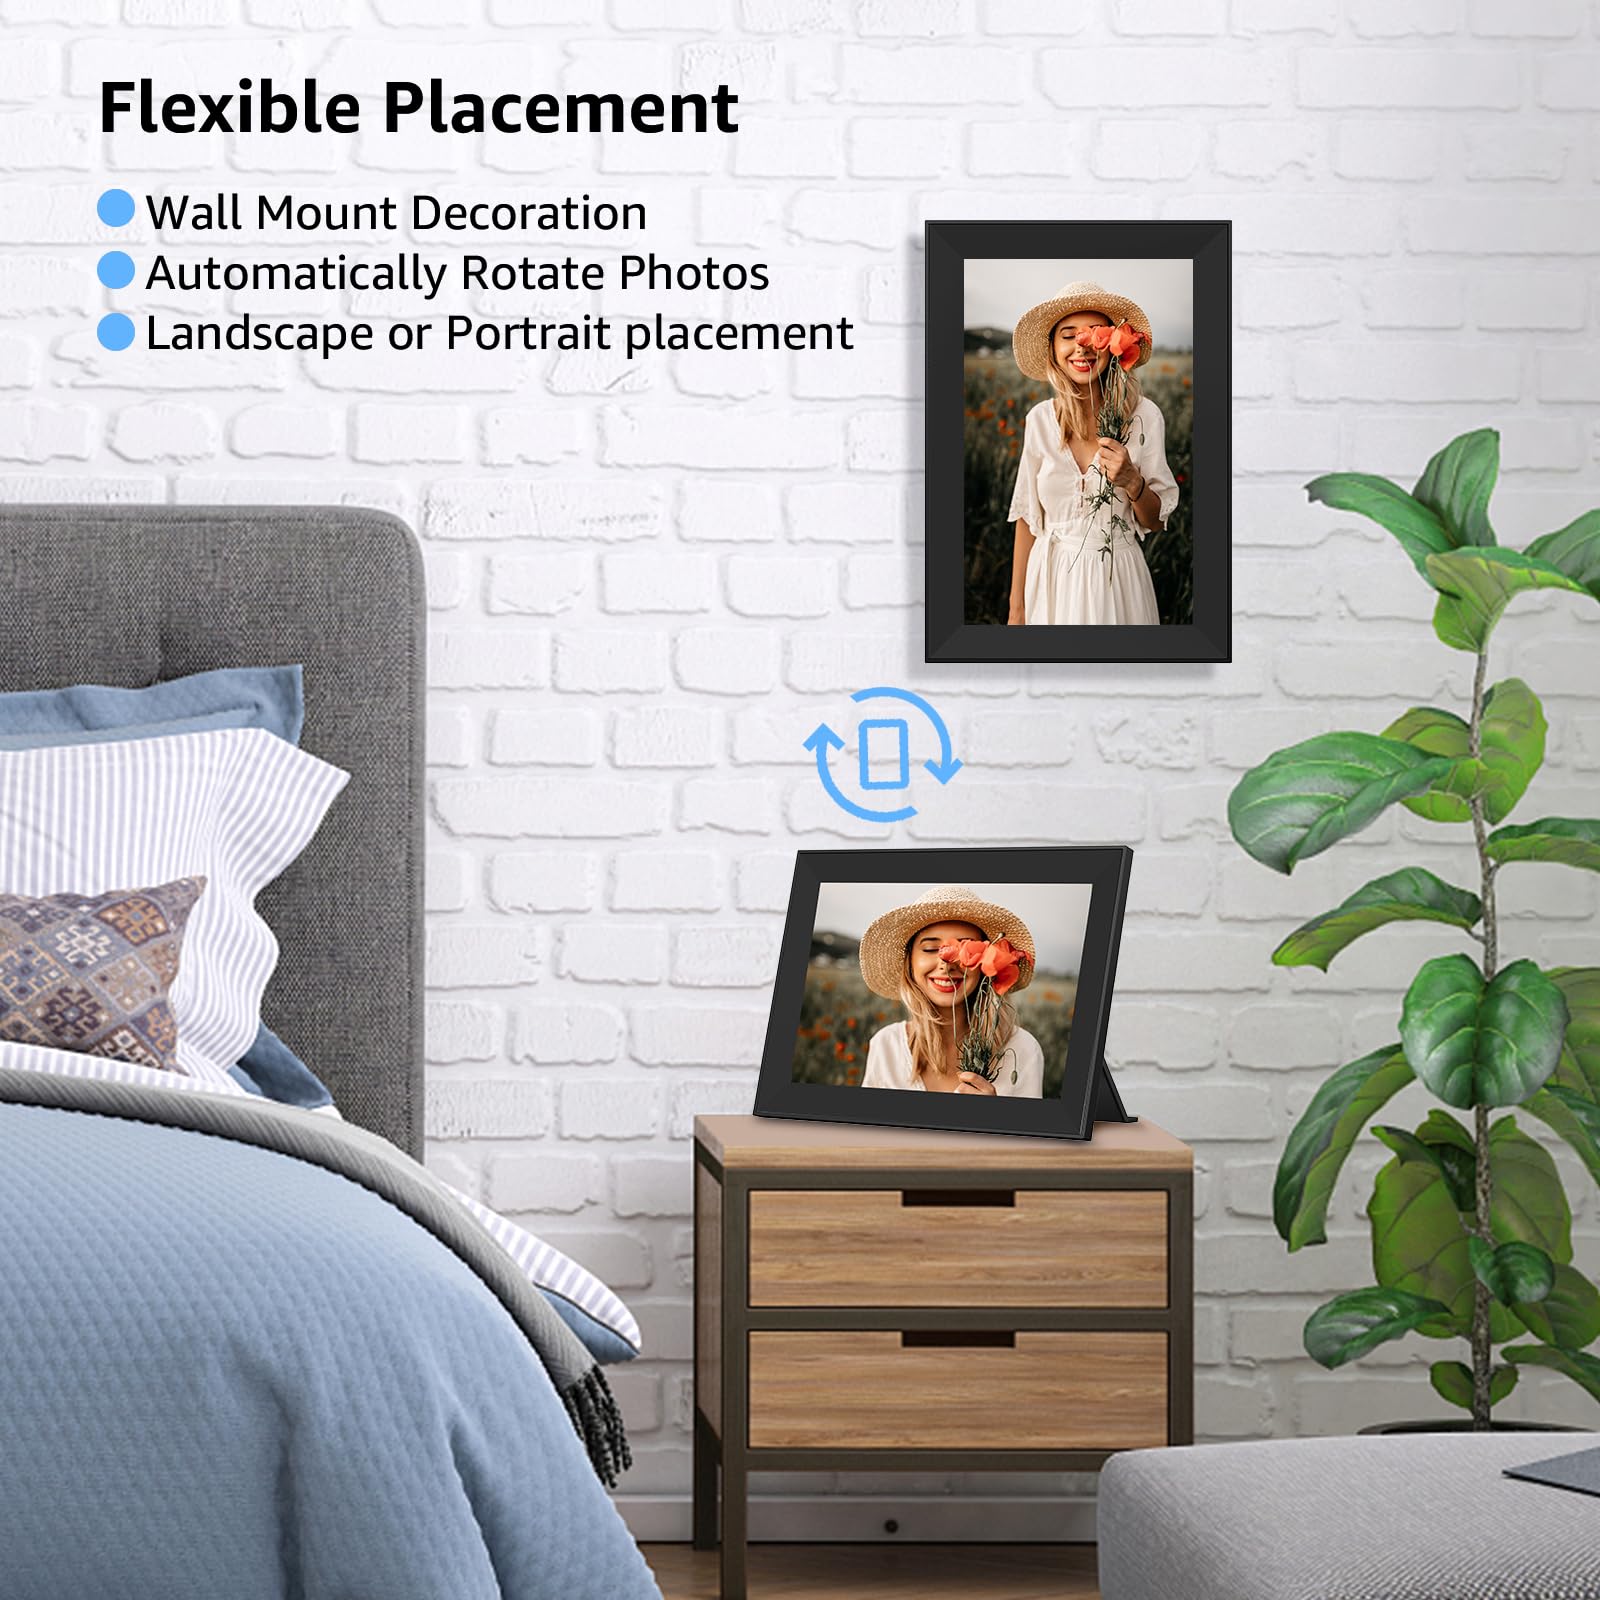 Flexible Placement
Wall Mount Decoration
Automatically Rotate Photos
Landscape or Portrait placement